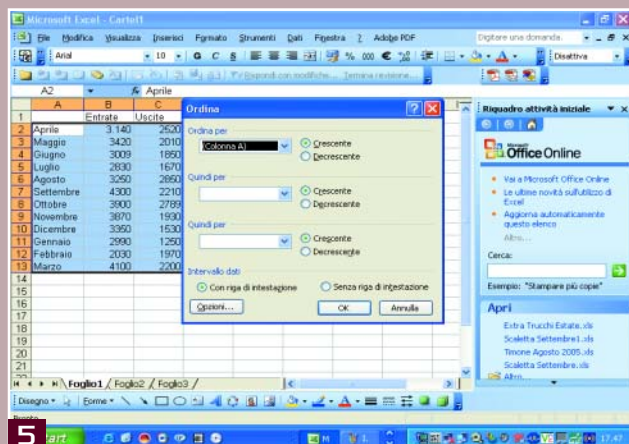 Microsoft Excel - Cartel1
File Modifica Visualizza Inserisci Formato Strumenti Dati Finestra ? Adobe PDF
Digitare una domanda.
Arial 10 G C S % 000 €
Disattiva
Rispondi con modifiche... Termina revisione...
A2 fx Aprile
A B C
1 Entrate Uscite
2 Aprile 3.140 2520
3 Maggio 3420 2010
4 Giugno 3009 1850
5 Luglio 2830 1670
6 Agosto 3250 2850
7 Settembre 4300 2210
8 Ottobre 3900 2789
9 Novembre 3870 1930
10 Dicembre 3350 1530
11 Gennaio 2990 1250
12 Febbraio 2030 1970
13 Marzo 4100 2200
14
15
16
17
18
19
20
21
Foglio1 / Foglio2 / Foglio3 /
Disegno Forme
Ordina
Ordina per
(Colonna A)
Crescente
Decrescente
Quindi per
Crescente
Decrescente
Quindi per
Crescente
Decrescente
Intervallo dati
Con riga di intestazione Senza riga di intestazione
Opzioni... OK Annulla
Riquadro attività iniziale
Microsoft
Office Online
Vai a Microsoft Office Online
Le ultime novità sull'utilizzo di
Excel
Aggiorna automaticamente
questo elenco
Altro...
Cerca:
Esempio: "Stampare più copie"
Apri
Extra Trucchi Estate.xls
Scaletta Settembre1.xls
Timone Agosto 2005.xls
Scaletta Settembre.xls
Altro...
5
start
17.47